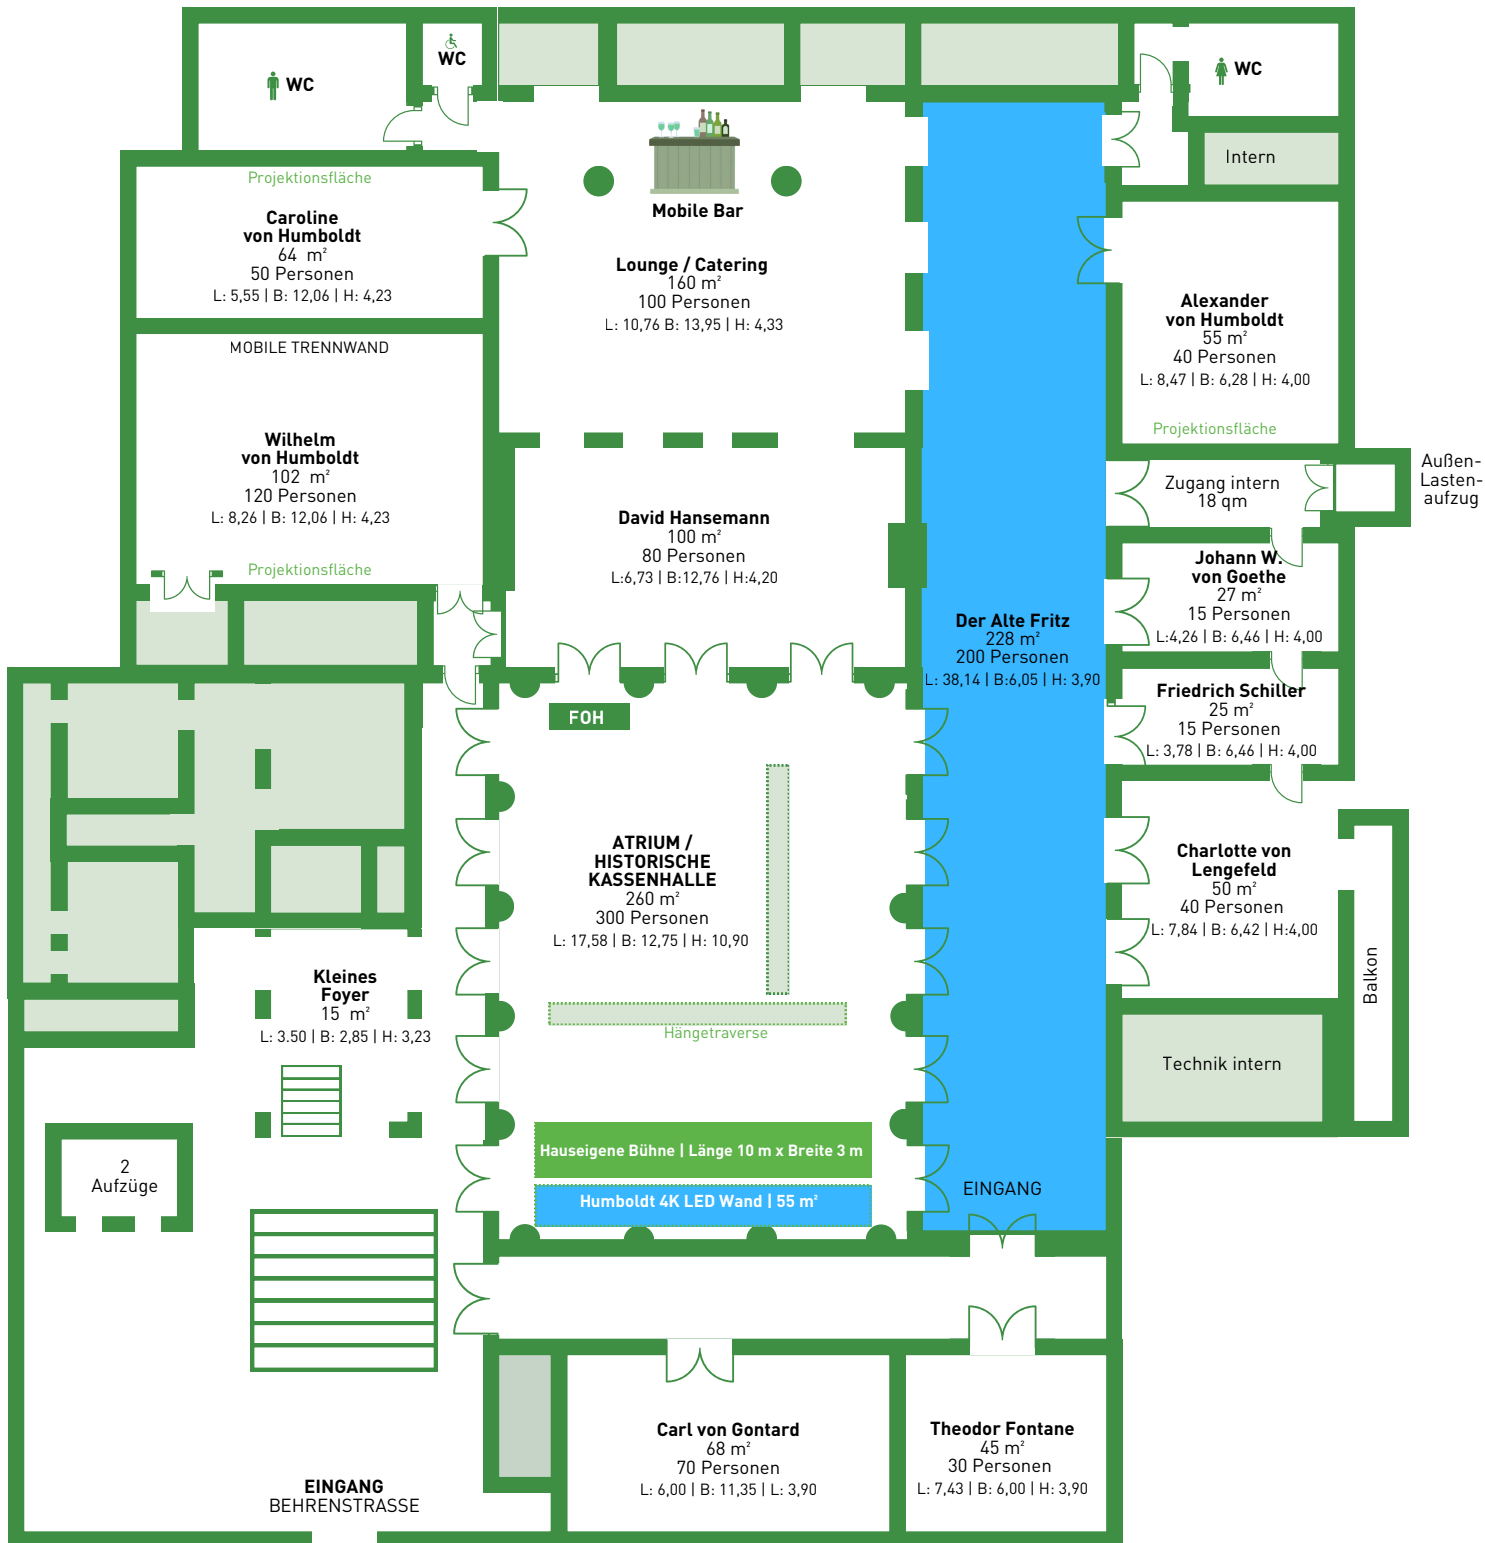 WC
WC
WC
Intern
Projektionsfläche
Caroline
von Humboldt
64 m²
50 Personen
L: 5,55 | B: 12,06 | H: 4,23
Mobile Bar
Lounge / Catering
160 m²
100 Personen
L: 10,76 B: 13,95 | H: 4,33
Alexander
von Humboldt
55 m²
40 Personen
L: 8,47 | B: 6,28 | H: 4,00
Projektionsfläche
MOBILE TRENNWAND
Wilhelm
von Humboldt
102 m²
120 Personen
L: 8,26 | B: 12,06 | H: 4,23
Projektionsfläche
David Hansemann
100 m²
80 Personen
L:6,73 | B:12,76 | H:4,20
Zugang intern
18 qm
Außen-
Lasten-
aufzug
Johann W.
von Goethe
27 m²
15 Personen
L:4,26 | B: 6,46 | H: 4,00
Der Alte Fritz
228 m²
200 Personen
L: 38,14 | B:6,05 | H: 3,90
Friedrich Schiller
25 m²
15 Personen
L: 3,78 | B: 6,46 | H: 4,00
FOH
ATRIUM /
HISTORISCHE
KASSENHALLE
260 m²
300 Personen
L: 17,58 | B: 12,75 | H: 10,90
Charlotte von
Lengefeld
50 m²
40 Personen
L: 7,84 | B: 6,42 | H:4,00
Balkon
Kleines
Foyer
15 m²
L: 3.50 | B: 2,85 | H: 3,23
Hängetraverse
Technik intern
Hauseigene Bühne | Länge 10 m x Breite 3 m
Humboldt 4K LED Wand | 55 m²
2
Aufzüge
EINGANG
Carl von Gontard
68 m²
70 Personen
L: 6,00 | B: 11,35 | L: 3,90
Theodor Fontane
45 m²
30 Personen
L: 7,43 | B: 6,00 | H: 3,90
EINGANG
BEHRENSTRASSE